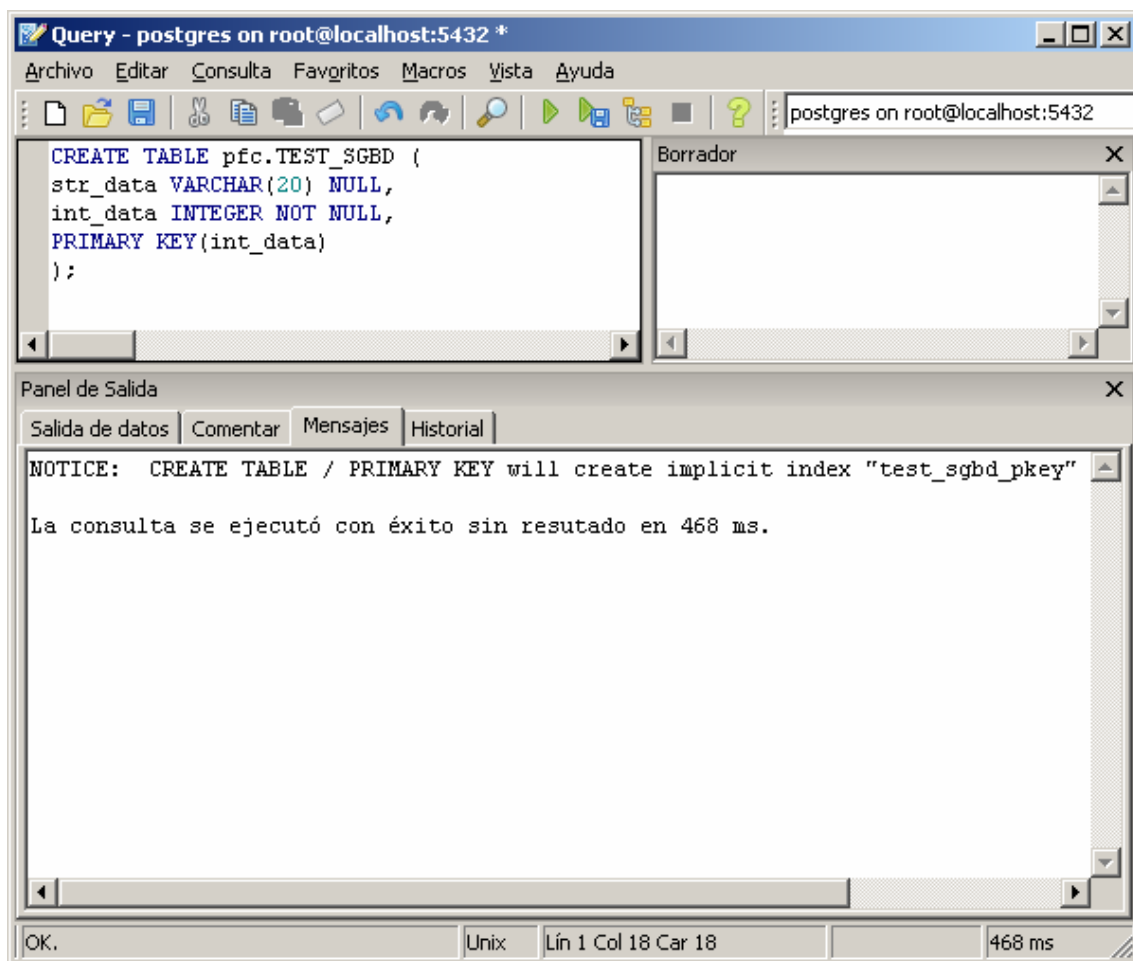 Query - postgres on root@localhost:5432 *
Archivo Editar Consulta Favoritos Macros Vista Ayuda
postgres on root@localhost:5432
CREATE TABLE pfc.TEST_SGBD (
str_data VARCHAR(20) NULL,
int_data INTEGER NOT NULL,
PRIMARY KEY(int_data)
);
Borrador
Panel de Salida
Salida de datos Comentar Mensajes Historial
NOTICE:  CREATE TABLE / PRIMARY KEY will create implicit index "test_sgbd_pkey"
La consulta se ejecutó con éxito sin resutado en 468 ms.
OK. Unix Lín 1 Col 18 Car 18 468 ms